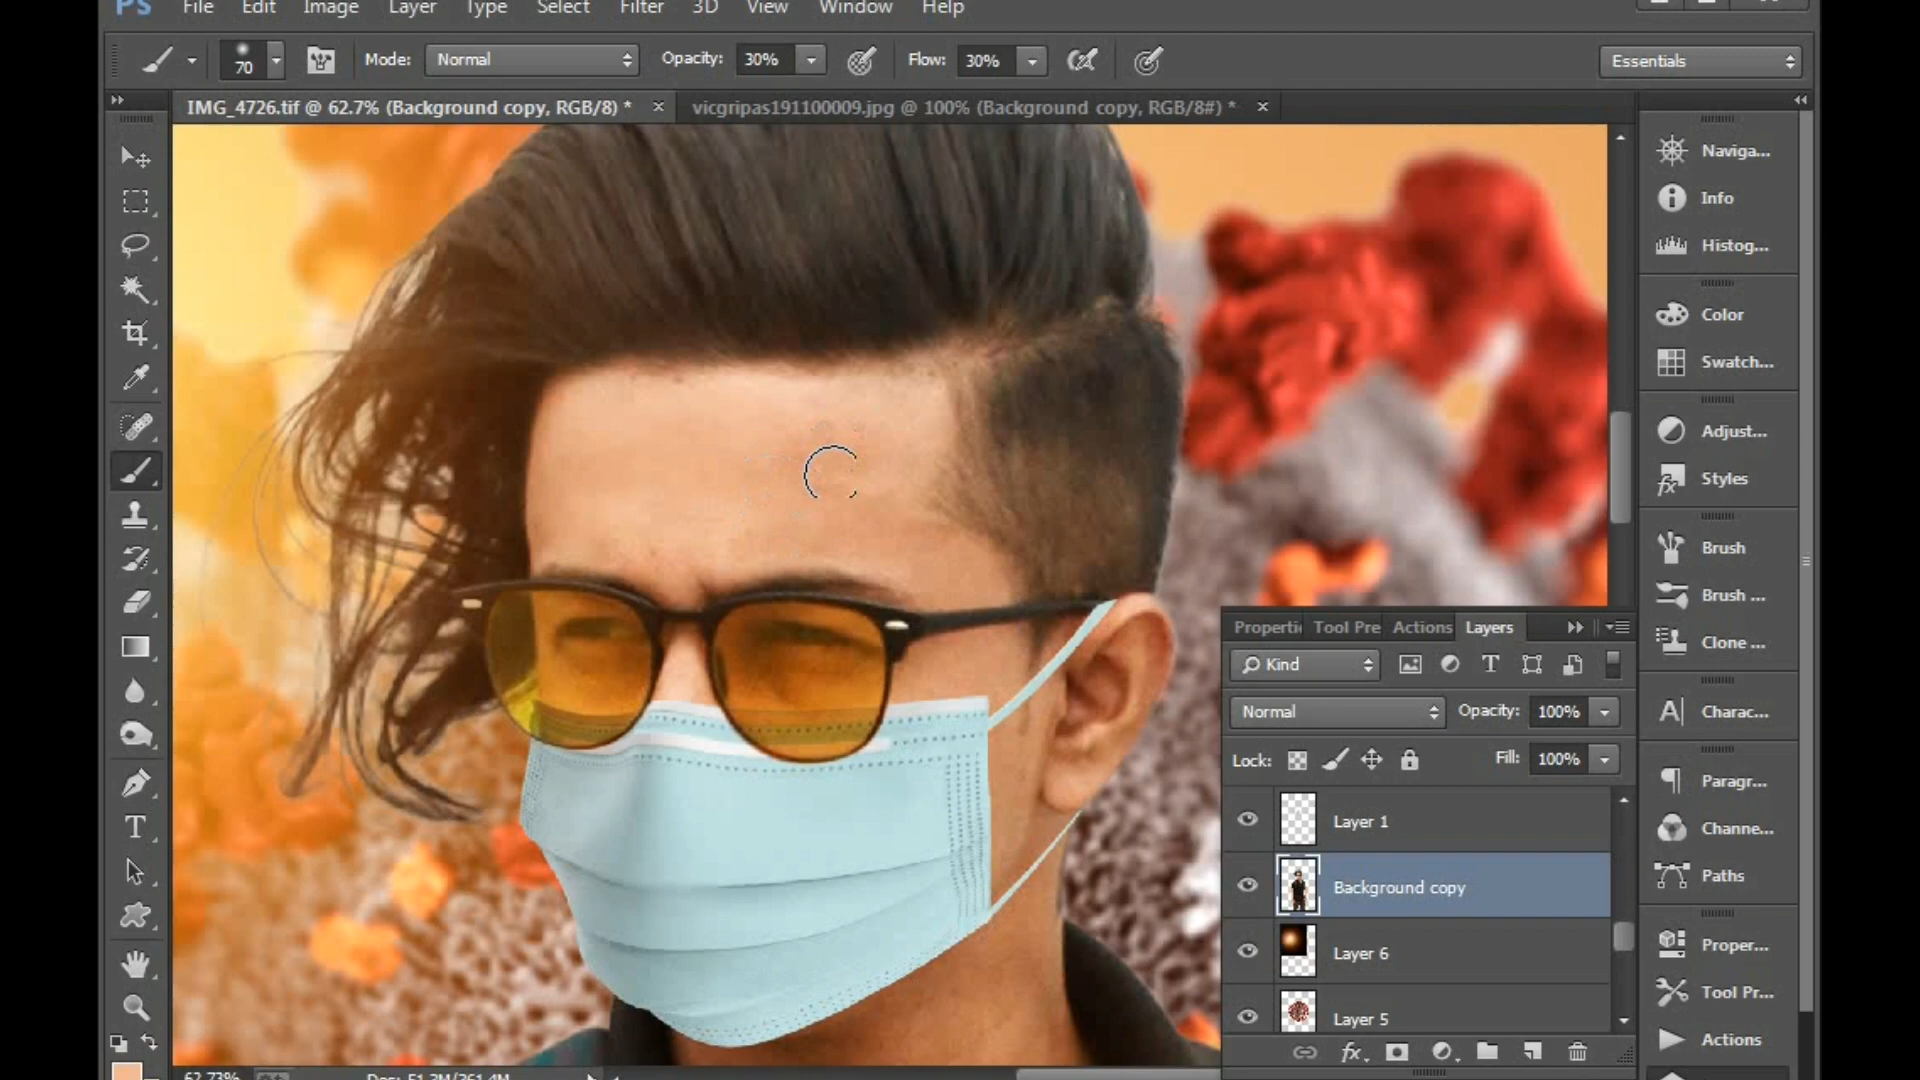 Ps File Edit Image Layer Type Select Filter 3D View Window Help
70 Mode: Normal Opacity: 30% Flow: 30% Essentials
IMG_4726.tif @ 62.7% (Background copy, RGB/8) * × vicgripas191100009.jpg @ 100% (Background copy, RGB/8#) * ×
Naviga...
Info
Histog...
Color
Swatch...
Adjust...
Styles
Brush
Brush ...
Clone ...
Charac...
Paragr...
Channe...
Paths
Proper...
Tool Pr...
Actions
Properti Tool Pre Actions Layers
Kind
Normal Opacity: 100%
Lock: Fill: 100%
Layer 1
Background copy
Layer 6
Layer 5
fx
62.73% Doc: 51.3M/361.4M